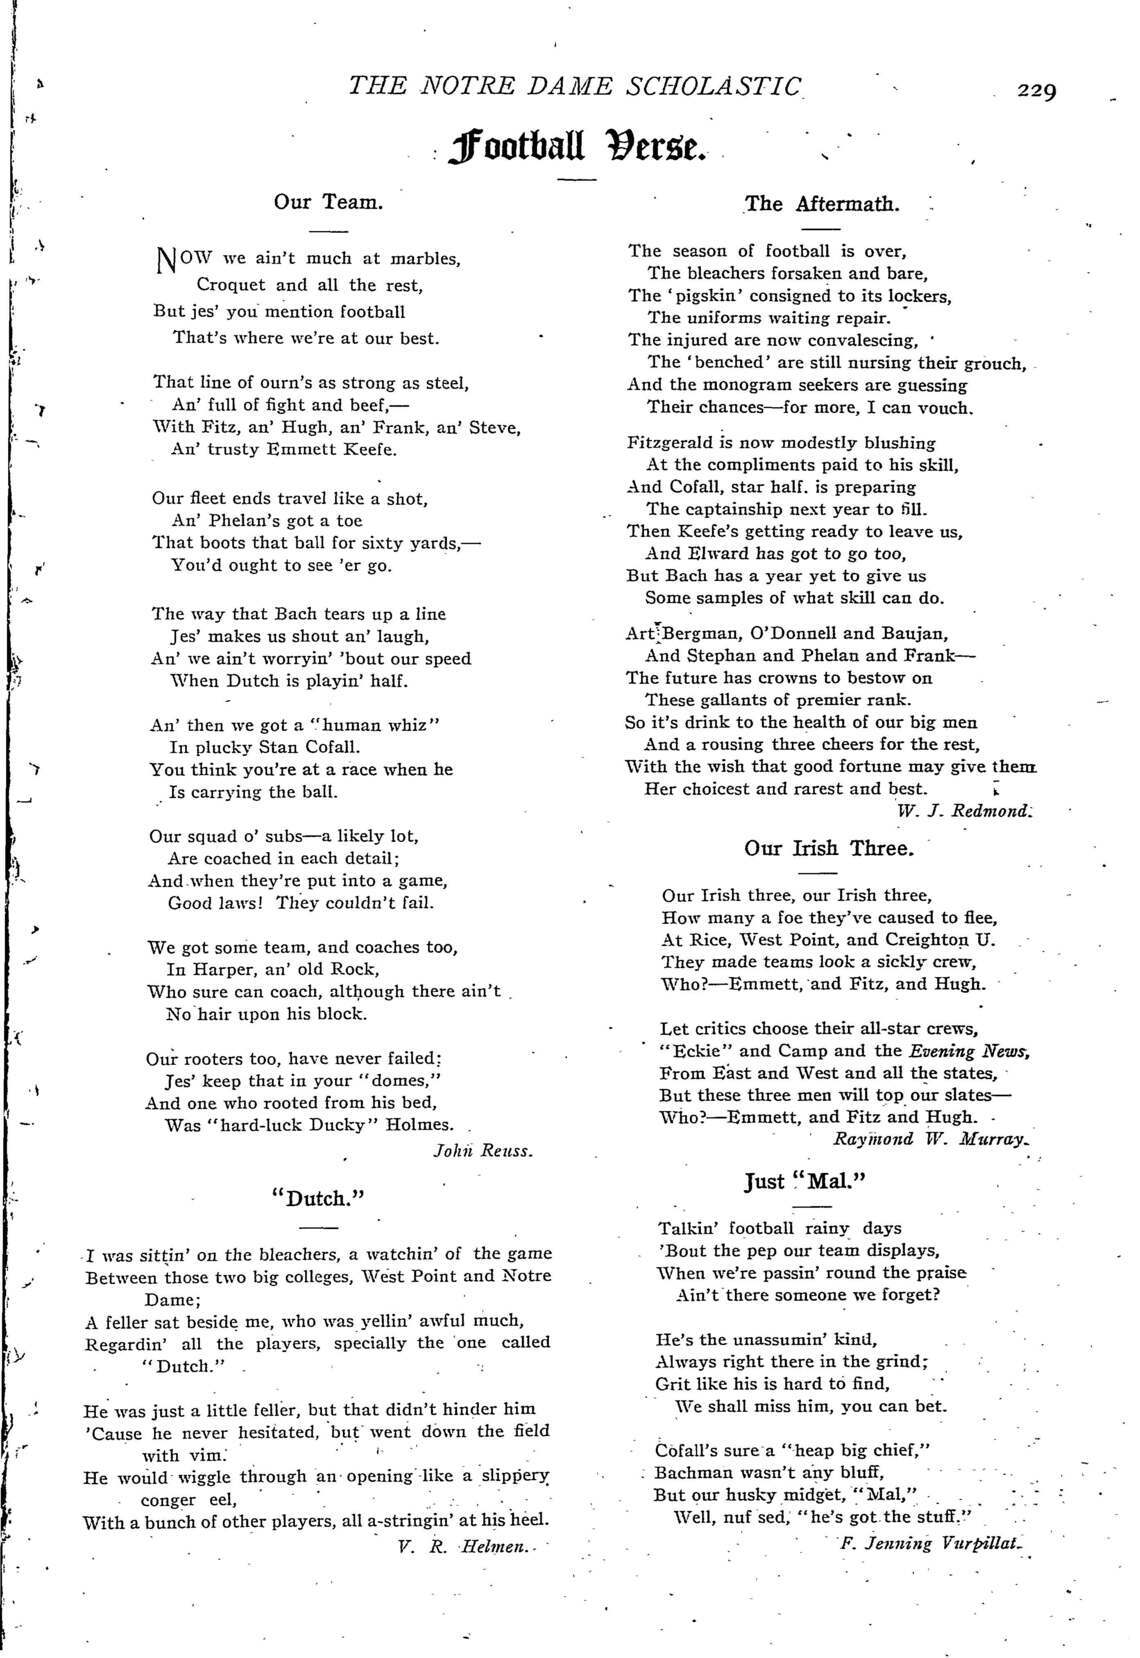 THE NOTRE DAME SCHOLASTIC 229
Football Verse.
Our Team.
NOW we ain't much at marbles,
Croquet and all the rest,
But jes' you mention football
That's where we're at our best.
That line of ourn's as strong as steel,
An' full of fight and beef,—
With Fitz, an' Hugh, an' Frank, an' Steve,
An' trusty Emmett Keefe.
Our fleet ends travel like a shot,
An' Phelan's got a toe
That boots that ball for sixty yards,—
You'd ought to see 'er go.
The way that Bach tears up a line
Jes' makes us shout an' laugh,
An' we ain't worryin' 'bout our speed
When Dutch is playin' half.
An' then we got a "human whiz"
In plucky Stan Cofall.
You think you're at a race when he
Is carrying the ball.
Our squad o' subs—a likely lot,
Are coached in each detail;
And when they're put into a game,
Good laws! They couldn't fail.
We got some team, and coaches too,
In Harper, an' old Rock,
Who sure can coach, although there ain't
No hair upon his block.
Our rooters too, have never failed;
Jes' keep that in your "domes,"
And one who rooted from his bed,
Was "hard-luck Ducky" Holmes.
John Reuss.
"Dutch."
I was sittin' on the bleachers, a watchin' of the game
Between those two big colleges, West Point and Notre
Dame;
A feller sat beside me, who was yellin' awful much,
Regardin' all the players, specially the one called
"Dutch."
He was just a little feller, but that didn't hinder him
'Cause he never hesitated, but went down the field
with vim.
He would wiggle through an opening like a slippery
conger eel,
With a bunch of other players, all a-stringin' at his heel.
V. R. Helmen.
The Aftermath.
The season of football is over,
The bleachers forsaken and bare,
The 'pigskin' consigned to its lockers,
The uniforms waiting repair.
The injured are now convalescing,
The 'benched' are still nursing their grouch,
And the monogram seekers are guessing
Their chances—for more, I can vouch.
Fitzgerald is now modestly blushing
At the compliments paid to his skill,
And Cofall, star half. is preparing
The captainship next year to fill.
Then Keefe's getting ready to leave us,
And Elward has got to go too,
But Bach has a year yet to give us
Some samples of what skill can do.
Art Bergman, O'Donnell and Baujan,
And Stephan and Phelan and Frank—
The future has crowns to bestow on
These gallants of premier rank.
So it's drink to the health of our big men
And a rousing three cheers for the rest,
With the wish that good fortune may give them
Her choicest and rarest and best.
W. J. Redmond.
Our Irish Three.
Our Irish three, our Irish three,
How many a foe they've caused to flee,
At Rice, West Point, and Creighton U.
They made teams look a sickly crew,
Who?—Emmett, and Fitz, and Hugh.
Let critics choose their all-star crews,
"Eckie" and Camp and the Evening News,
From East and West and all the states,
But these three men will top our slates—
Who?—Emmett, and Fitz and Hugh.
Raymond W. Murray.
Just "Mal."
Talkin' football rainy days
'Bout the pep our team displays,
When we're passin' round the praise
Ain't there someone we forget?
He's the unassumin' kind,
Always right there in the grind;
Grit like his is hard to find,
We shall miss him, you can bet.
Cofall's sure a "heap big chief,"
Bachman wasn't any bluff,
But our husky midget, "Mal,"
Well, nuf sed, "he's got the stuff."
F. Jenning Vurpillat.